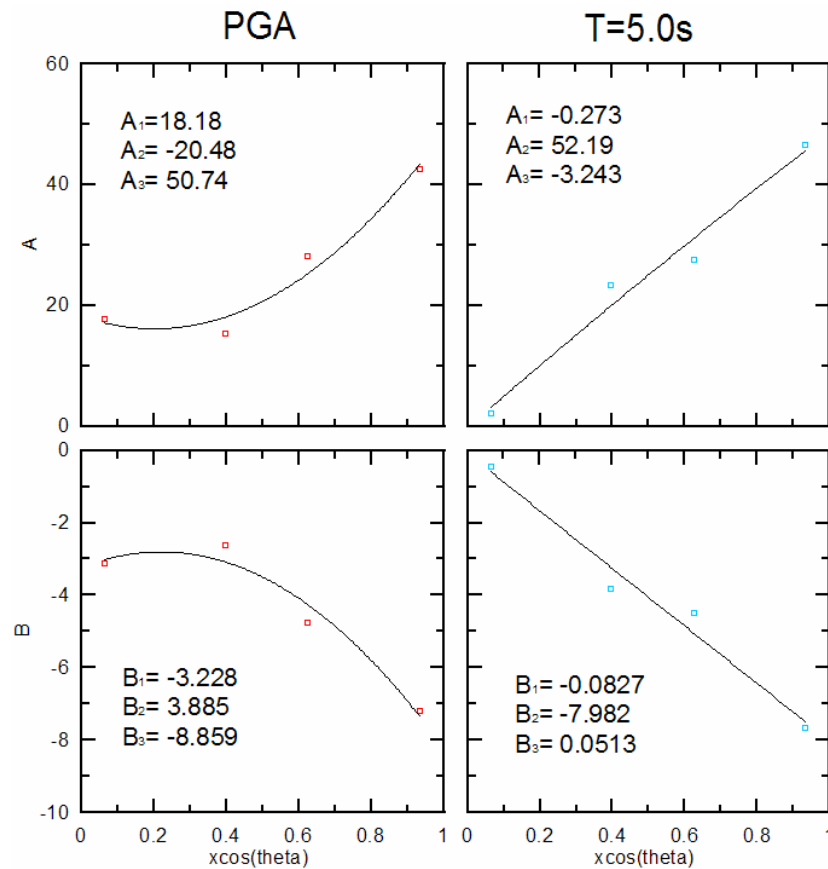 PGA
T=5.0s
60
40
20
0
A
A₁=18.18
A₂= -20.48
A₃= 50.74
A₁= -0.273
A₂= 52.19
A₃= -3.243
0
-2
-4
-6
-8
-10
B
B₁= -3.228
B₂= 3.885
B₃= -8.859
B₁= -0.0827
B₂= -7.982
B₃= 0.0513
0 0.2 0.4 0.6 0.8 1
xcos(theta)
0 0.2 0.4 0.6 0.8 1
xcos(theta)